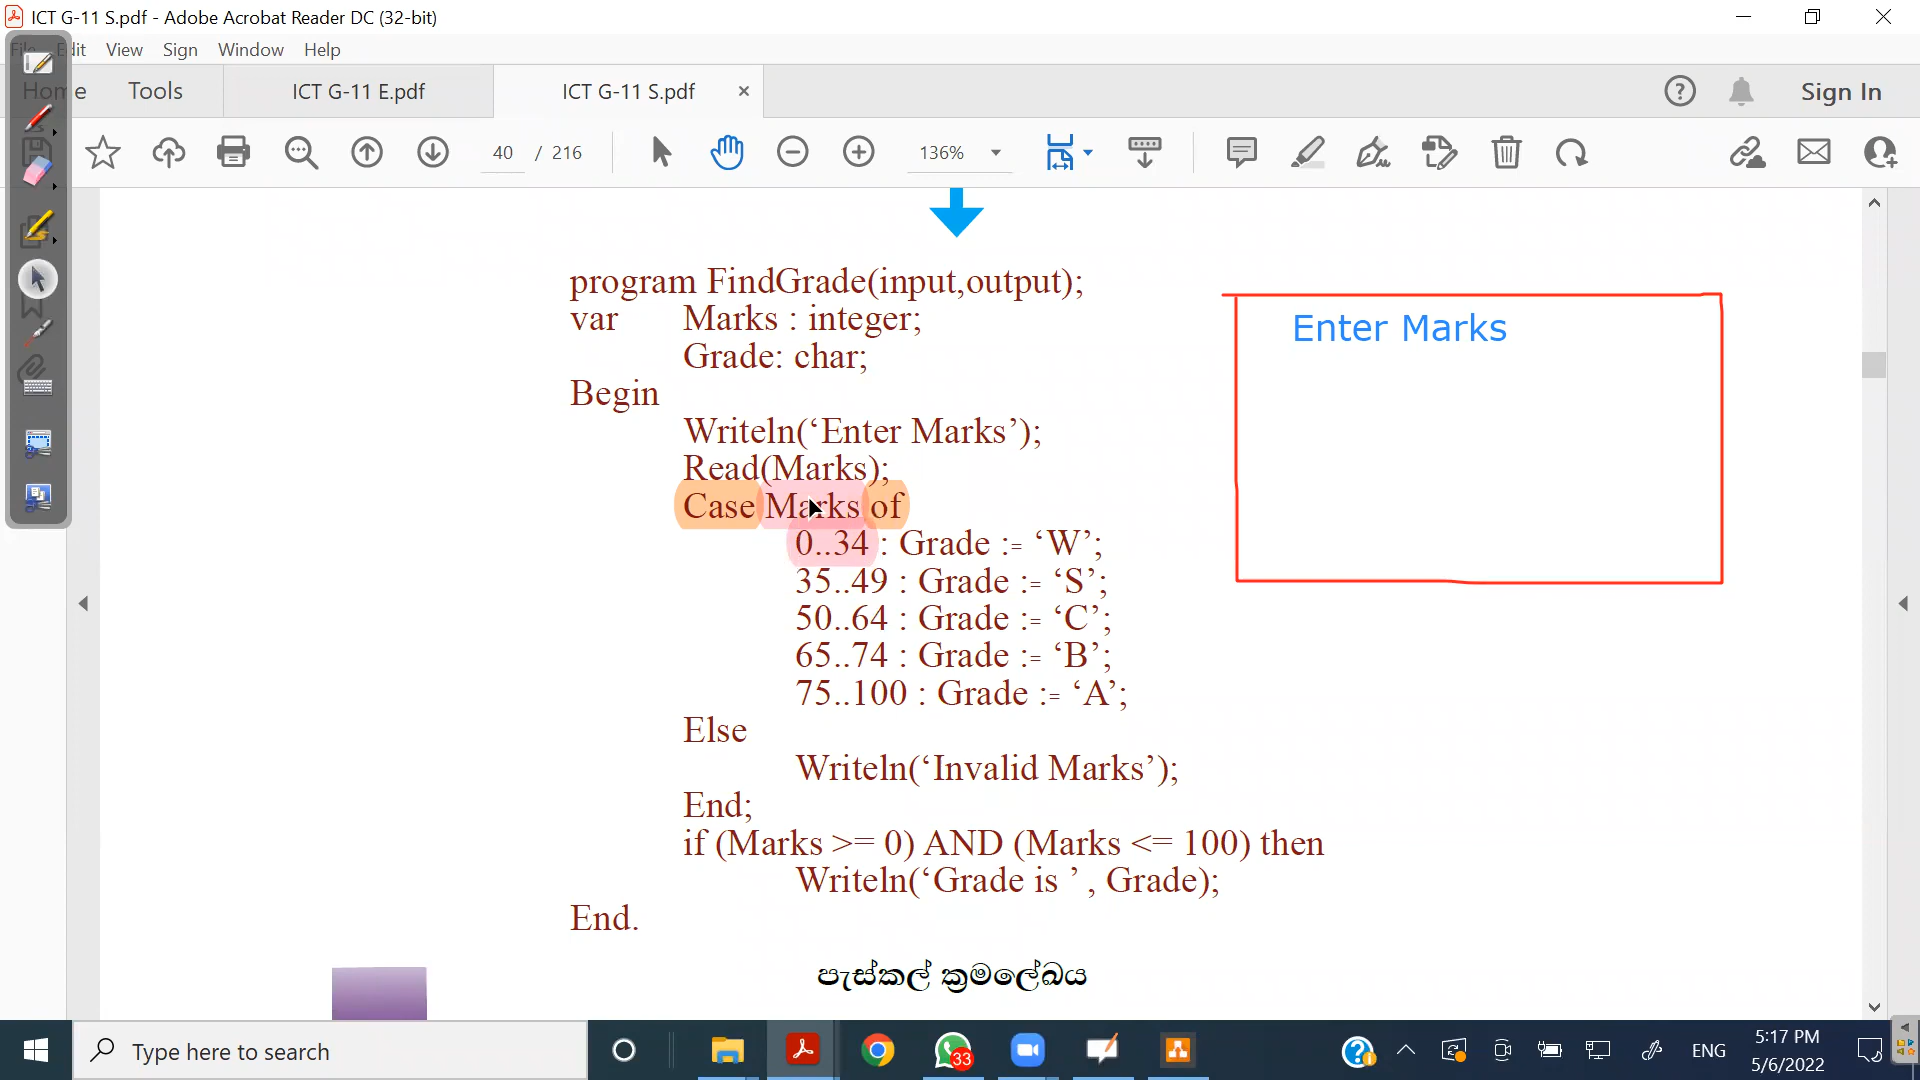 ICT G-11 S.pdf - Adobe Acrobat Reader DC (32-bit)
File Edit View Sign Window Help
Home Tools ICT G-11 E.pdf ICT G-11 S.pdf × Sign In
40 / 216 136%
program FindGrade(input,output);
var Marks : integer;
Grade: char;
Begin
Writeln(‘Enter Marks’);
Read(Marks);
Case Marks of
0..34 : Grade := ‘W’;
35..49 : Grade := ‘S’;
50..64 : Grade := ‘C’;
65..74 : Grade := ‘B’;
75..100 : Grade := ‘A’;
Else
Writeln(‘Invalid Marks’);
End;
if (Marks >= 0) AND (Marks <= 100) then
Writeln(‘Grade is ’ , Grade);
End.
Enter Marks
පැස්කල් ක්‍රමලේඛය
Type here to search
33
ENG
5:17 PM
5/6/2022